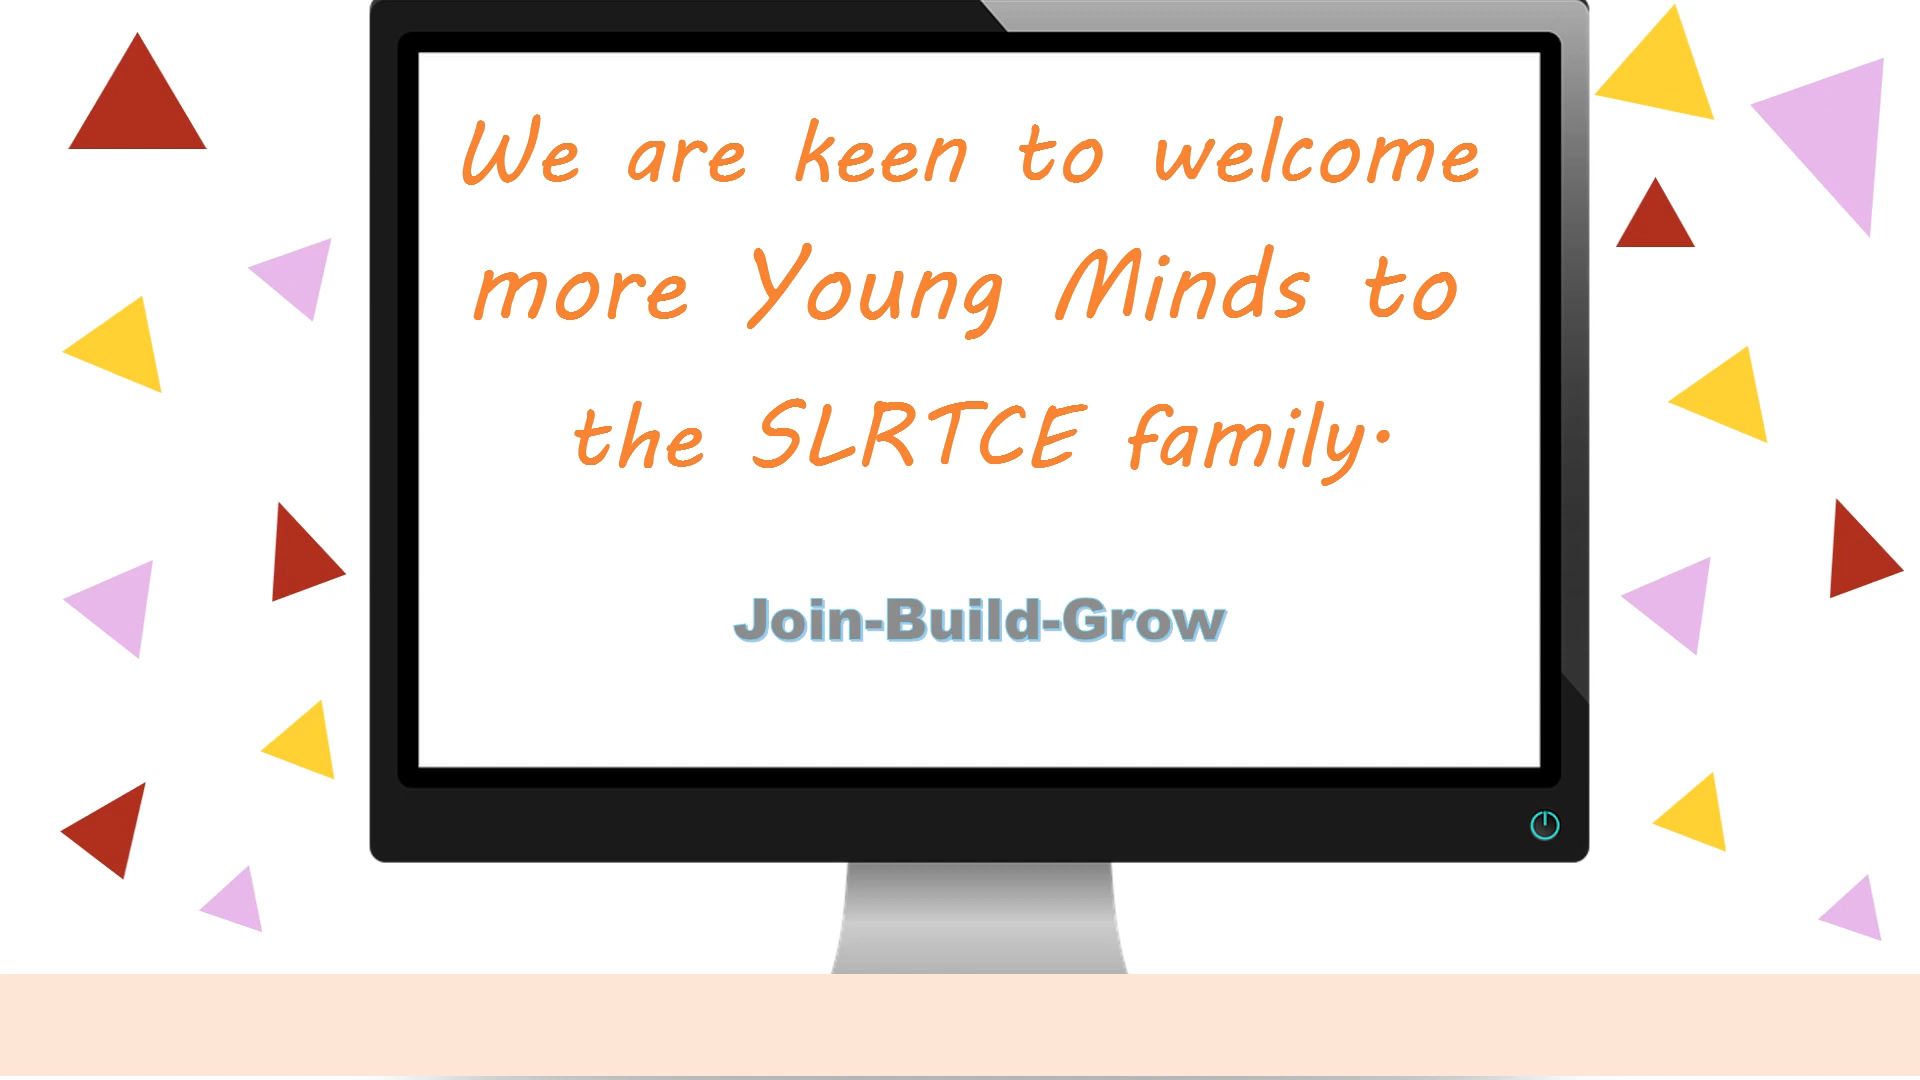 We are keen to welcome
more Young Minds to
the SLRTCE family.
Join-Build-Grow